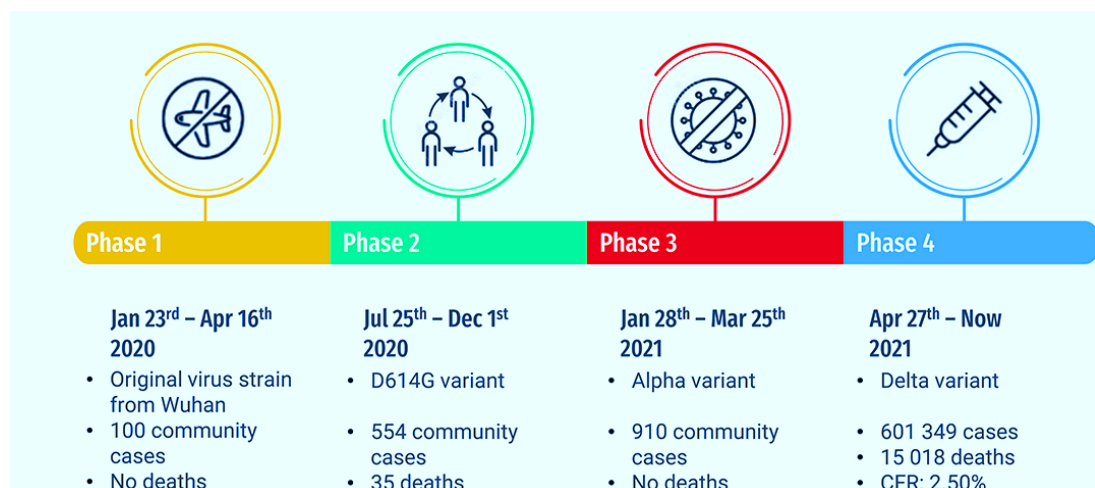 Phase 1
Phase 2
Phase 3
Phase 4
Jan 23rd – Apr 16th
2020
• Original virus strain
from Wuhan
• 100 community
cases
• No deaths
Jul 25th – Dec 1st
2020
• D614G variant
• 554 community
cases
• 35 deaths
Jan 28th – Mar 25th
2021
• Alpha variant
• 910 community
cases
• No deaths
Apr 27th – Now
2021
• Delta variant
• 601 349 cases
• 15 018 deaths
• CFR: 2.50%